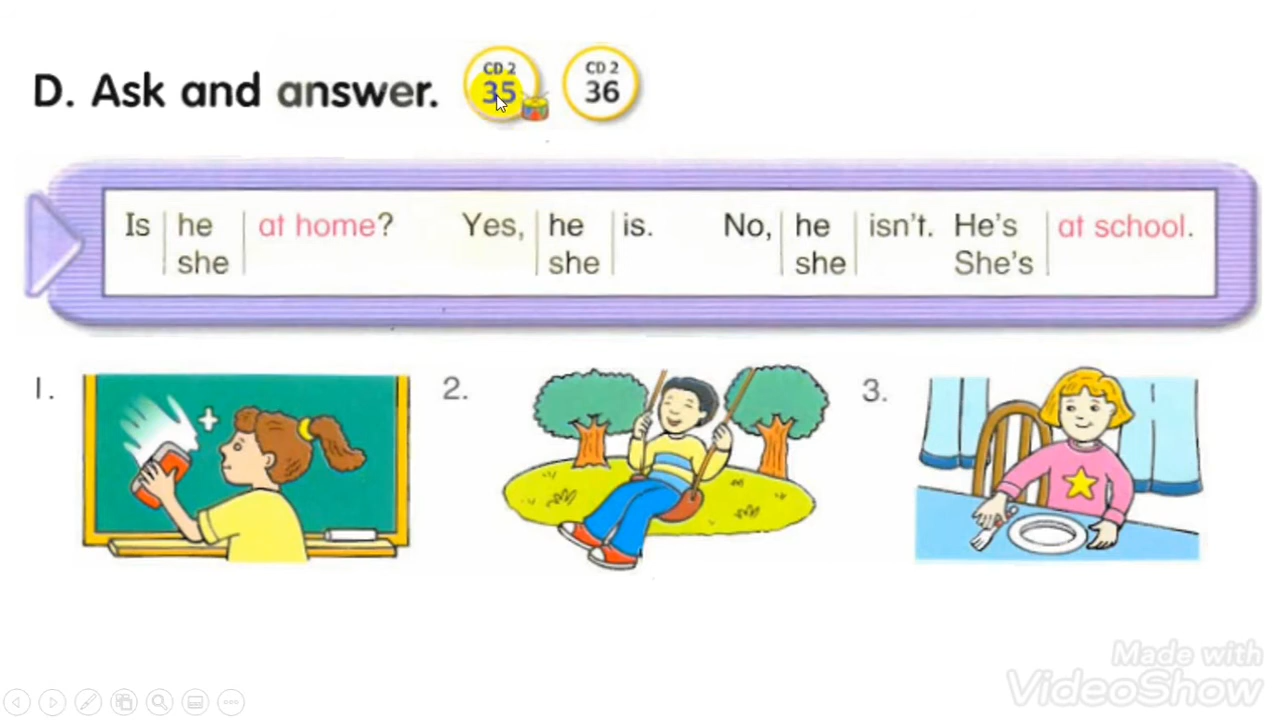 D. Ask and answer.
CD 2
35
CD 2
36
Is he at home? Yes, he is. No, he isn't. He's at school.
she she she She's
1. 2. 3.
Made with
VideoShow